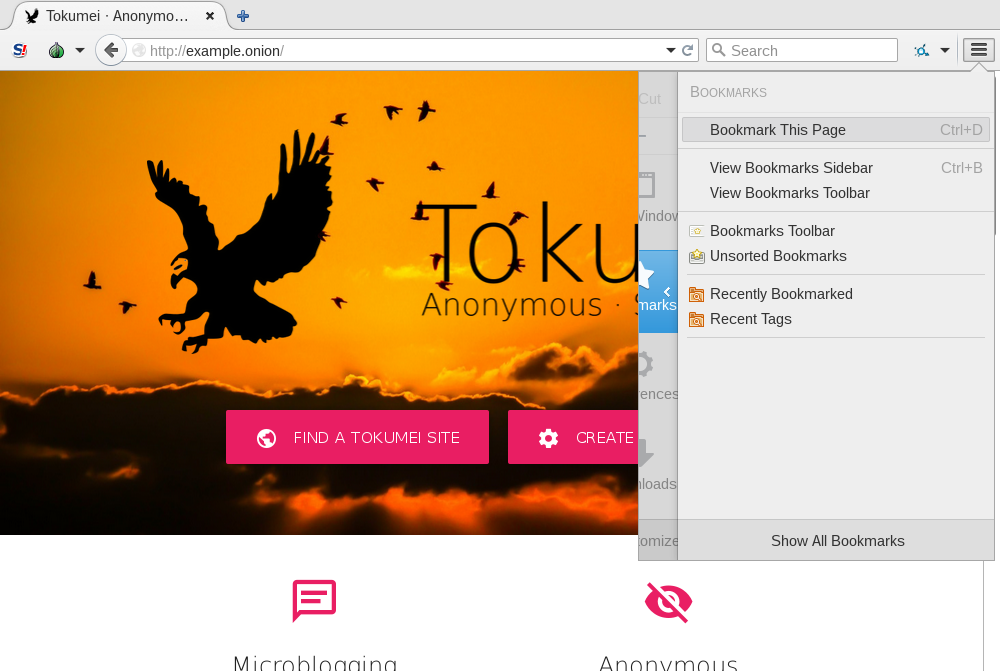 Tokumei · Anonymo...
S!
http://example.onion/
Search
Cut
BOOKMARKS
Bookmark This Page Ctrl+D
View Bookmarks Sidebar Ctrl+B
View Bookmarks Toolbar
Window
Bookmarks Toolbar
Unsorted Bookmarks
marks
Recently Bookmarked
Recent Tags
rences
nloads
omize
Show All Bookmarks
Toku
Anonymous · S
FIND A TOKUMEI SITE
CREATE
Microblogging
Anonymous